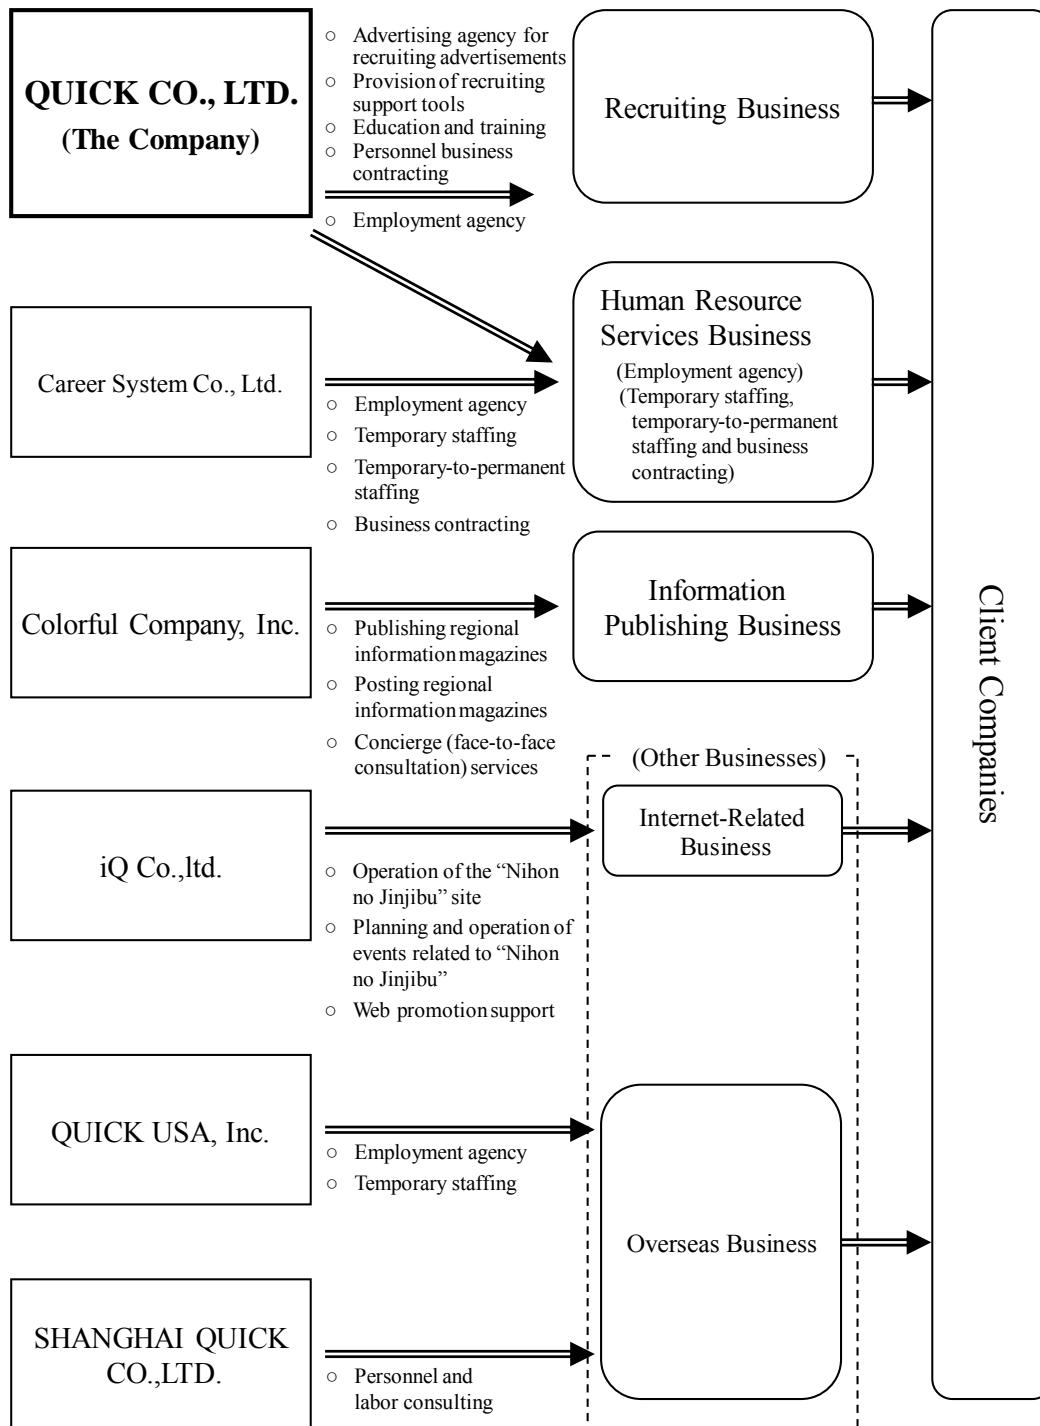 QUICK CO., LTD.
(The Company)
○ Advertising agency for
recruiting advertisements
○ Provision of recruiting
support tools
○ Education and training
○ Personnel business
contracting
○ Employment agency
Recruiting Business
Career System Co., Ltd.
○ Employment agency
○ Temporary staffing
○ Temporary-to-permanent
staffing
○ Business contracting
Human Resource
Services Business
(Employment agency)
(Temporary staffing,
temporary-to-permanent
staffing and business
contracting)
Colorful Company, Inc.
○ Publishing regional
information magazines
○ Posting regional
information magazines
○ Concierge (face-to-face
consultation) services
Information
Publishing Business
(Other Businesses)
iQ Co.,ltd.
○ Operation of the “Nihon
no Jinjibu” site
○ Planning and operation of
events related to “Nihon
no Jinjibu”
○ Web promotion support
Internet-Related
Business
QUICK USA, Inc.
○ Employment agency
○ Temporary staffing
Overseas Business
SHANGHAI QUICK
CO.,LTD.
○ Personnel and
labor consulting
Client Companies